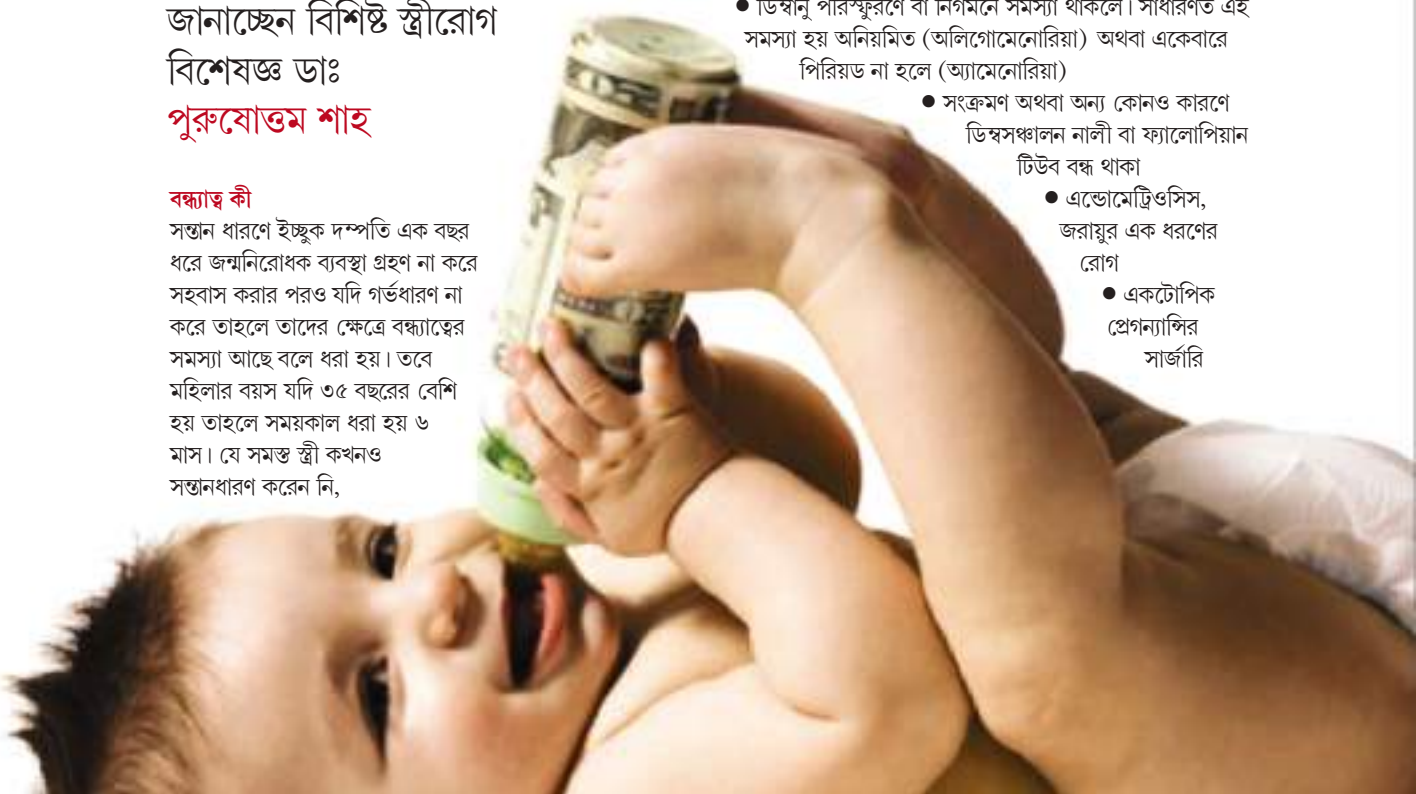 জানাচ্ছেন বিশিষ্ট স্ত্রীরোগ
বিশেষজ্ঞ ডাঃ
পুরুষোত্তম শাহ
বন্ধ্যাত্ব কী
সন্তান ধারণে ইচ্ছুক দম্পতি এক বছর
ধরে জন্মনিরোধক ব্যবস্থা গ্রহণ না করে
সহবাস করার পরও যদি গর্ভধারণ না
করে তাহলে তাদের ক্ষেত্রে বন্ধ্যাত্বের
সমস্যা আছে বলে ধরা হয়। তবে
মহিলার বয়স যদি ৩৫ বছরের বেশি
হয় তাহলে সময়কাল ধরা হয় ৬
মাস। যে সমস্ত স্ত্রী কখনও
সন্তানধারণ করেন নি,
● ডিম্বানু পরিস্ফুরণে বা নির্গমনে সমস্যা থাকলে। সাধারণত এই
সমস্যা হয় অনিয়মিত (অলিগোমেনোরিয়া) অথবা একেবারে
পিরিয়ড না হলে (অ্যামেনোরিয়া)
● সংক্রমণ অথবা অন্য কোনও কারণে
ডিম্বসঞ্চালন নালী বা ফ্যালোপিয়ান
টিউব বন্ধ থাকা
● এন্ডোমেট্রিওসিস,
জরায়ুর এক ধরণের
রোগ
● একটোপিক
প্রেগন্যান্সির
সার্জারি